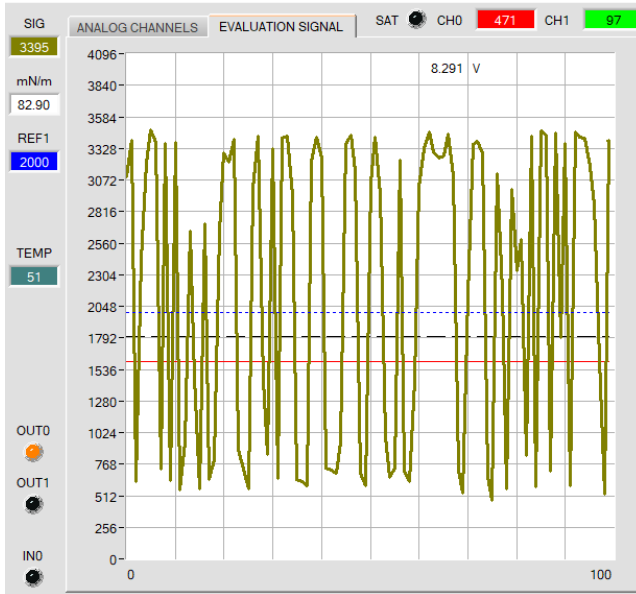 SIG
3395
mN/m
82.90
REF1
2000
TEMP
51
OUT0
OUT1
IN0
ANALOG CHANNELS
EVALUATION SIGNAL
SAT
CH0
471
CH1
97
8.291 V
4096
3840
3584
3328
3072
2816
2560
2304
2048
1792
1536
1280
1024
768
512
256
0
0
100